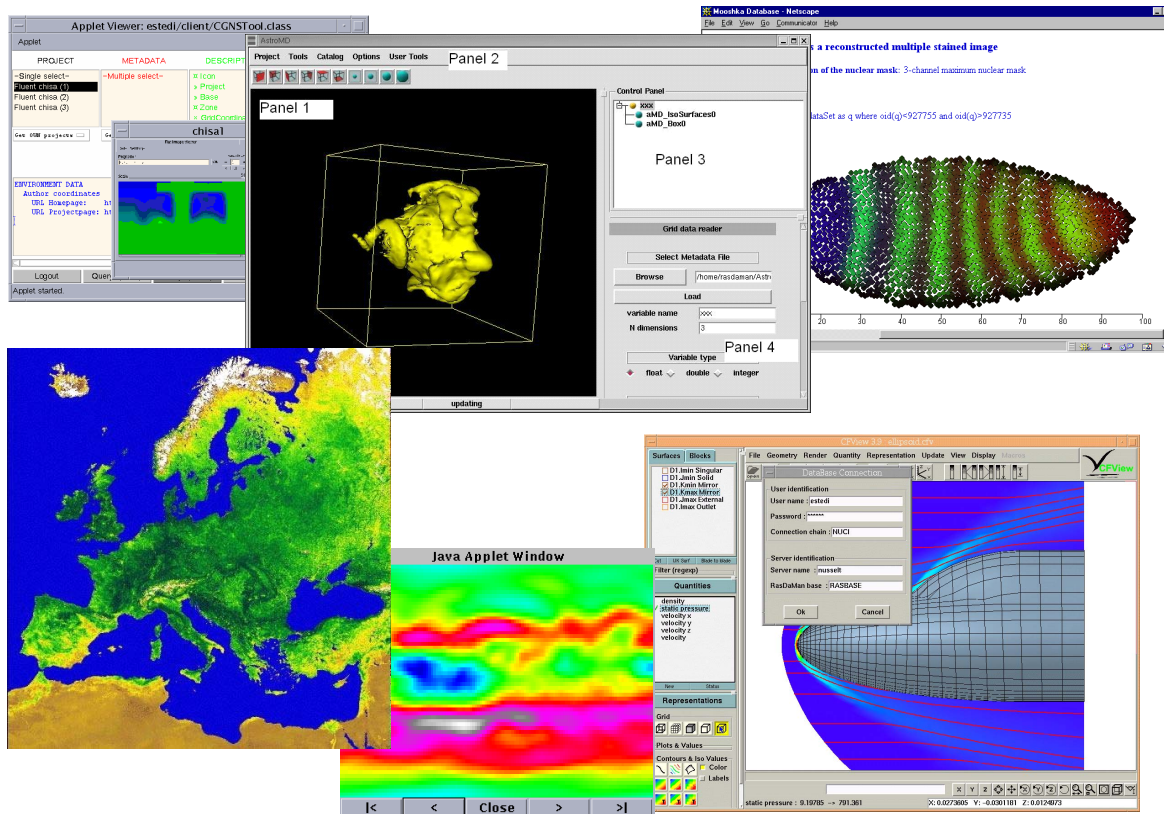 Applet Viewer: estedi/client/CGNSTool.class
Applet
PROJECT METADATA DESCRIPT
~Single select~
Fluent chisa (1)
Fluent chisa (2)
Fluent chisa (3)
~Multiple select~
Icon
Project
Base
Zone
GridCoordin
Get OWN projects
chisa1
ENVIRONMENT DATA
Author coordinates
URL Homepage:
URL Projectpage:
Logout
Applet started.
AstroMD
Project Tools Catalog Options User Tools
Panel 2
Panel 1
Control Panel
xxx
aMD_IsoSurfaces0
aMD_Box0
Panel 3
Grid data reader
Select Metadata File
Browse /home/rasdaman/Astr
Load
variable name xxx
N dimensions 3
Panel 4
Variable type
float double integer
updating
Mooshka Database - Netscape
File Edit View Go Communicator Help
s a reconstructed multiple stained image
on of the nuclear mask: 3-channel maximum nuclear mask
dataSet as q where oid(q)<927755 and oid(q)>927735
20 30 40 50 60 70 80 90 100
Java Applet Window
|< < Close > >|
CFView 3.9 ellipsoid.cfv
Surfaces Blocks
File Geometry Render Quantity Representation Update View Display
CFView
D1.Imin Singular
D1.Jmin Solid
D1.Kmin Mirror
D1.Kmax Mirror
D1.Jmax External
D1.Imax Outlet
Filter (regexp)
Quantities
density
static pressure
velocity x
velocity y
velocity z
velocity
New Status
Representations
Grid
Plots & Values
Contours & Iso Values
Color
Labels
DataBase Connection
User identification
User name : estedi
Password : ******
Connection chain : NUCI
Server identification
Server name : nusselt
RasDaMan base : RASBASE
Ok Cancel
X Y Z
static pressure : 9.19785 -> 791.361
X: 0.0273605 Y: -0.0301181 Z: 0.0124973